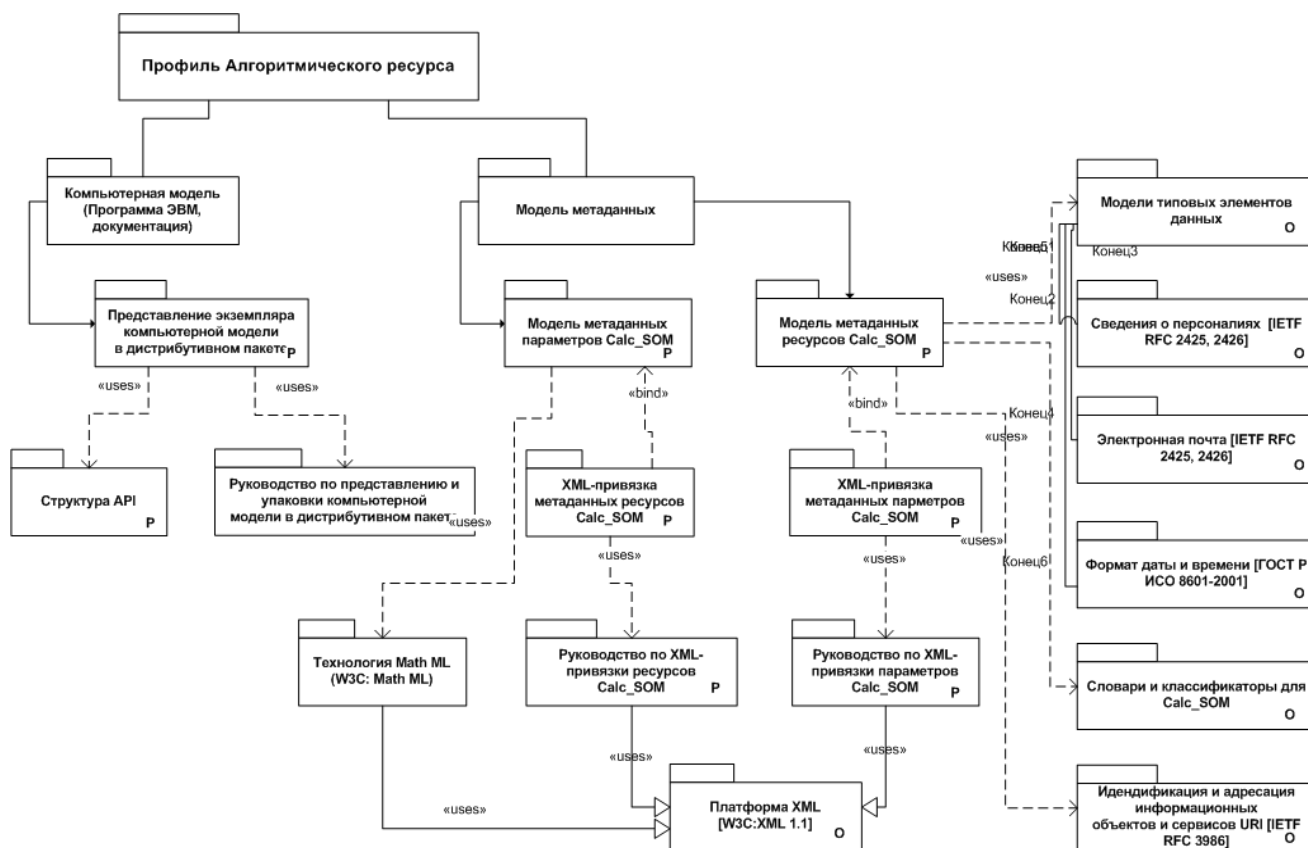 Профиль Алгоритмического ресурса
Компьютерная модель
(Программа ЭВМ,
документация)
Модель метаданных
Модели типовых элементов
данных
О
Конец3
«uses»
Конец2
Представление экземпляра
компьютерной модели
в дистрибутивном пакете
Р
Модель метаданных
параметров Calc_SOM
Р
Модель метаданных
ресурсов Calc_SOM
Р
Сведения о персоналиях [IETF
RFC 2425, 2426]
О
«uses»
«uses»
«bind»
«bind»
Конец4
«uses»
Электронная почта [IETF RFC
2425, 2426]
О
Структура API
Р
Руководство по представлению и
упаковки компьютерной
модели в дистрибутивном пакет
«uses»
XML-привязка
метаданных ресурсов
Calc_SOM
Р
XML-привязка
метаданных парметров
Calc_SOM
Р
«uses»
«uses»
«uses»
Конец6
Формат даты и времени [ГОСТ Р
ИСО 8601-2001]
О
Технология Math ML
(W3C: Math ML)
Руководство по XML-
привязки ресурсов
Calc_SOM
Р
Руководство по XML-
привязки параметров
Calc_SOM
Р
Словари и классификаторы для
Calc_SOM
О
«uses»
«uses»
«uses»
Платформа XML
[W3C:XML 1.1]
О
Идендификация и адресация
информационных
объектов и сервисов URI [IETF
RFC 3986]
О